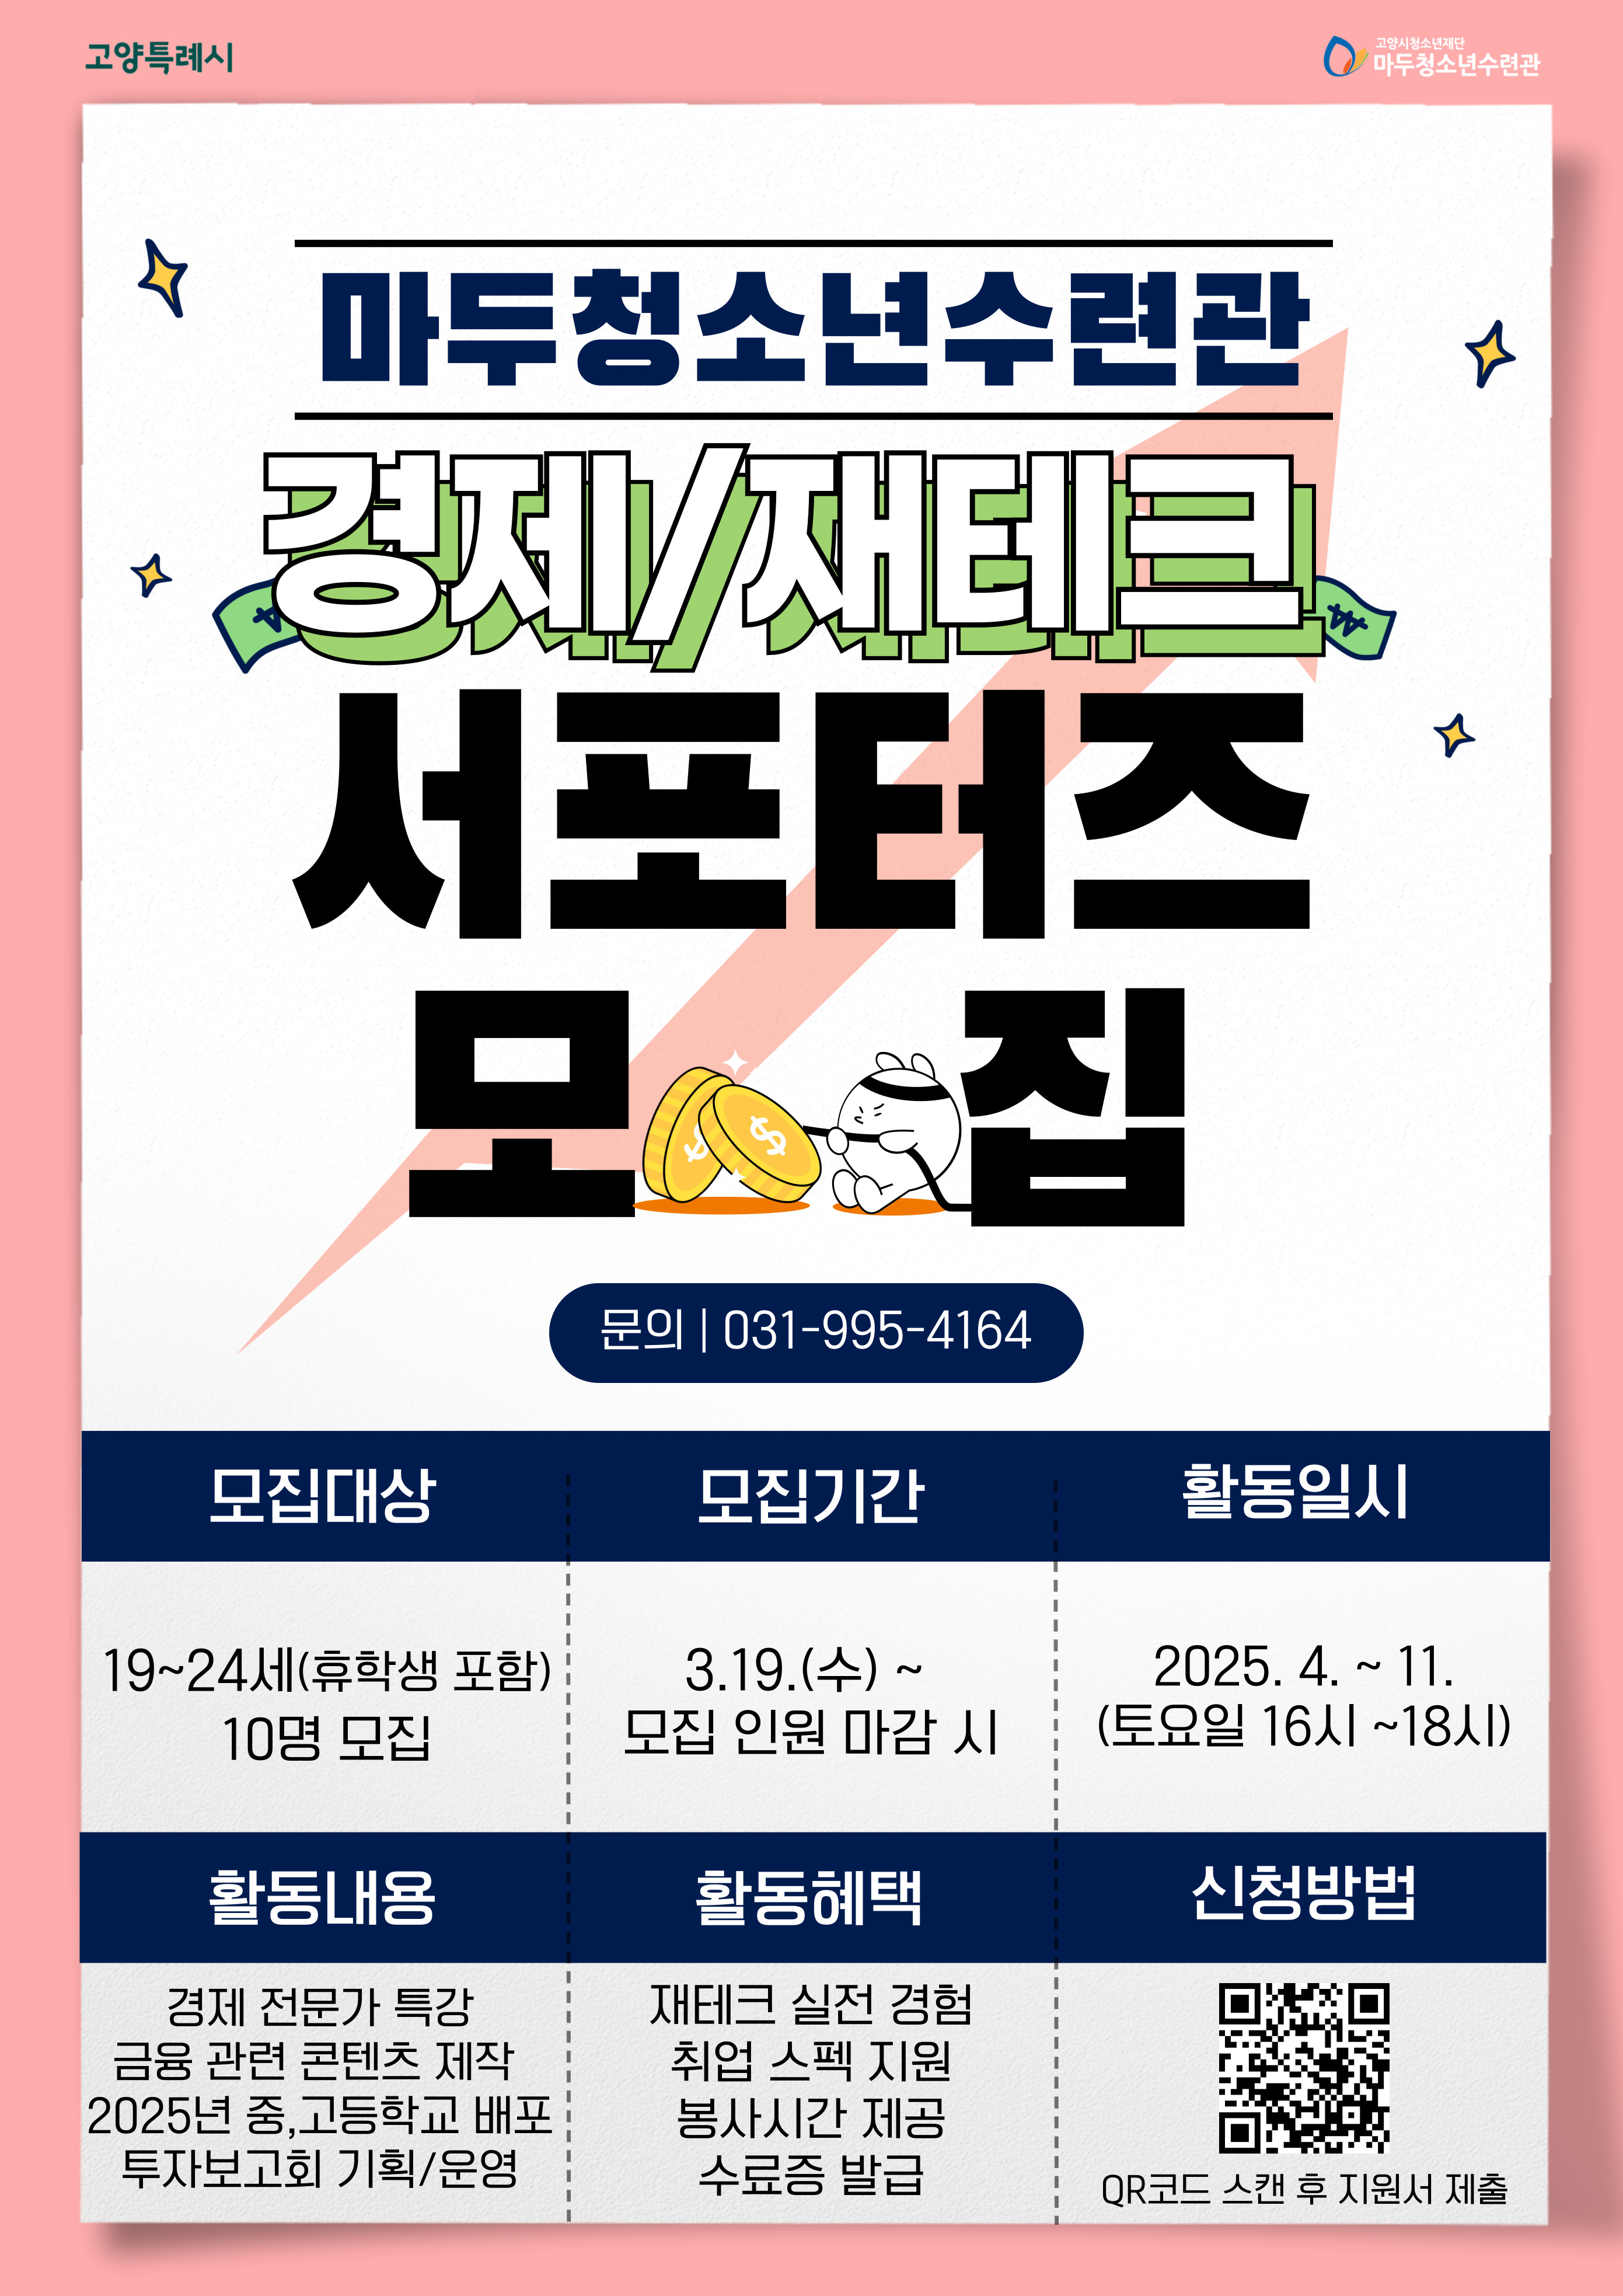 고양특례시
고양시청소년재단
마두청소년수련관
마두청소년수련관
경제/재테크
서포터즈
모집
문의 | 031-995-4164
모집대상
19~24세(휴학생 포함)
10명 모집
모집기간
3.19.(수) ~
모집 인원 마감 시
활동일시
2025. 4. ~ 11.
(토요일 16시 ~18시)
활동내용
경제 전문가 특강
금융 관련 콘텐츠 제작
2025년 중,고등학교 배포
투자보고회 기획/운영
활동혜택
재테크 실전 경험
취업 스펙 지원
봉사시간 제공
수료증 발급
신청방법
QR코드 스캔 후 지원서 제출